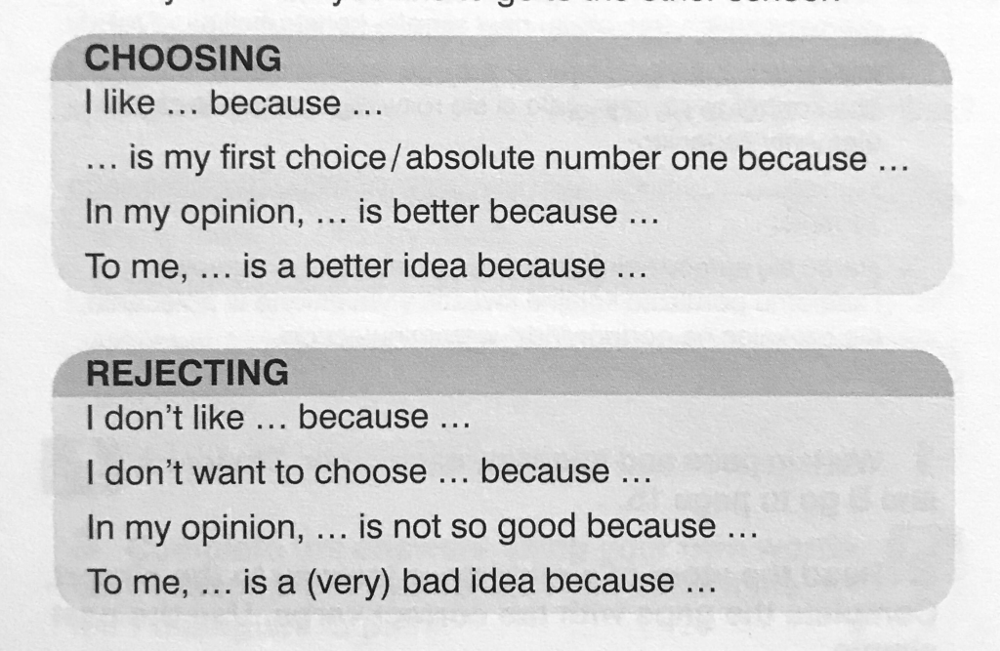 CHOOSING
I like … because …
… is my first choice/absolute number one because …
In my opinion, … is better because …
To me, … is a better idea because …
REJECTING
I don’t like … because …
I don’t want to choose … because …
In my opinion, … is not so good because …
To me, … is a (very) bad idea because …